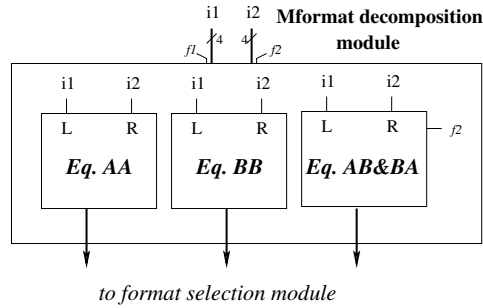 i1 i2 Mformat decomposition
module
4 4
f1 f2
i1 i2 i1 i2 i1 i2
L R L R L R
f2
Eq. AA Eq. BB Eq. AB&BA
to format selection module